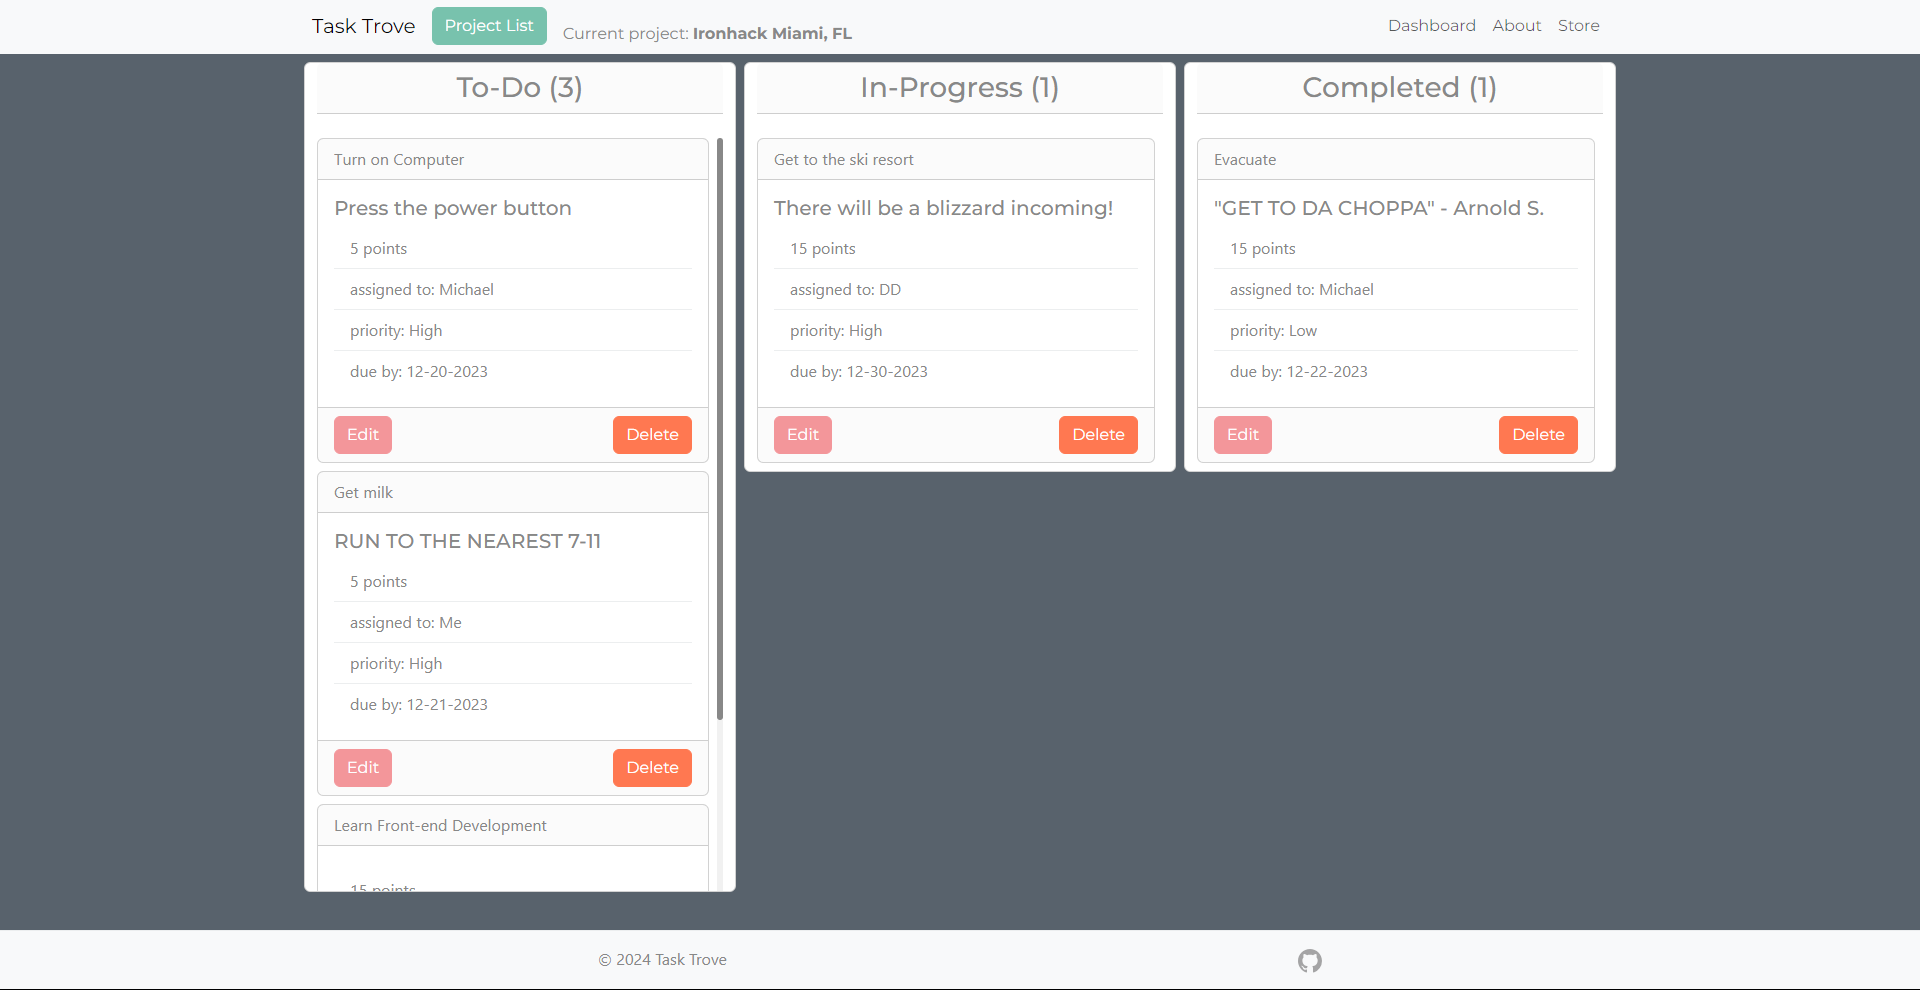 Task Trove
Project List
Current project: Ironhack Miami, FL
Dashboard
About
Store
To-Do (3)
Turn on Computer
Press the power button
5 points
assigned to: Michael
priority: High
due by: 12-20-2023
Edit
Delete
Get milk
RUN TO THE NEAREST 7-11
5 points
assigned to: Me
priority: High
due by: 12-21-2023
Edit
Delete
Learn Front-end Development
15 points
In-Progress (1)
Get to the ski resort
There will be a blizzard incoming!
15 points
assigned to: DD
priority: High
due by: 12-30-2023
Edit
Delete
Completed (1)
Evacuate
"GET TO DA CHOPPA" - Arnold S.
15 points
assigned to: Michael
priority: Low
due by: 12-22-2023
Edit
Delete
© 2024 Task Trove